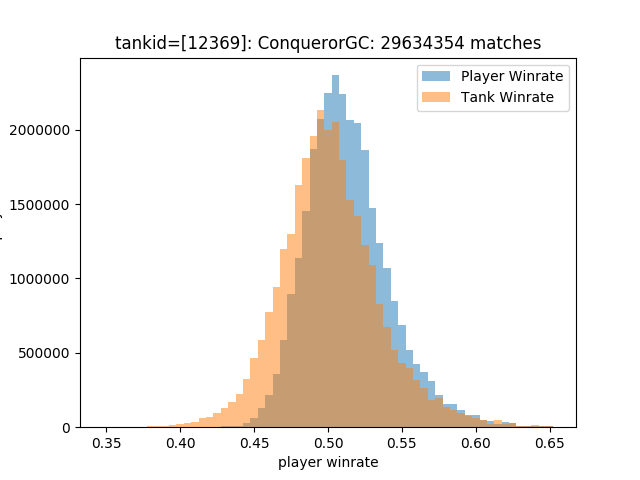 tankid=[12369]: ConquerorGC: 29634354 matches
Player Winrate
Tank Winrate
2000000
1500000
1000000
500000
0
0.35 0.40 0.45 0.50 0.55 0.60 0.65
player winrate